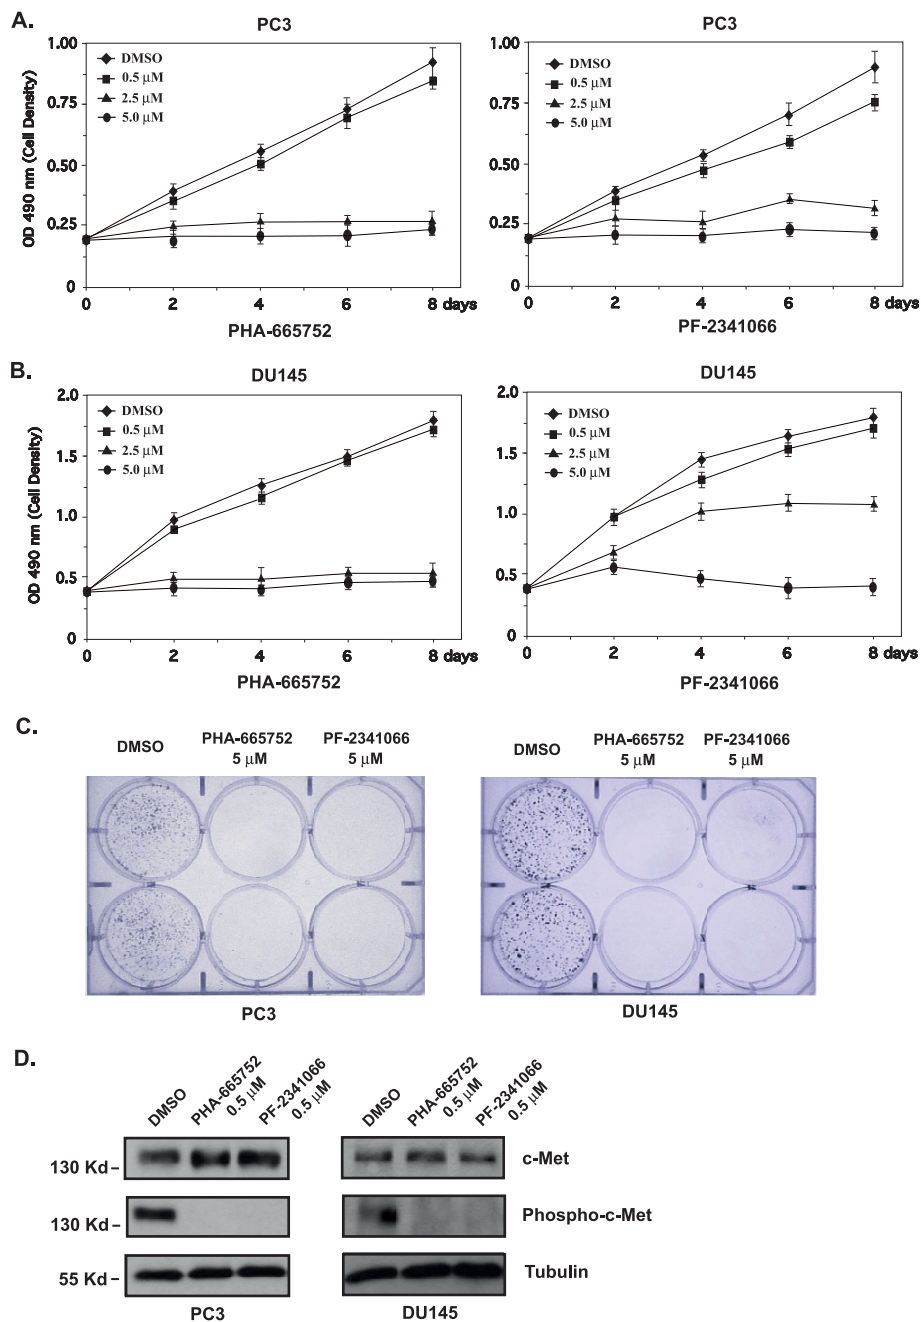 A.
PC3
1.00
0.75
0.50
0.25
0
OD 490 nm (Cell Density)
DMSO
0.5 µM
2.5 µM
5.0 µM
0 2 4 6 8 days
PHA-665752
PC3
1.00
0.75
0.50
0.25
0
DMSO
0.5 µM
2.5 µM
5.0 µM
0 2 4 6 8 days
PF-2341066
B.
DU145
2.0
1.5
1.0
0.5
0
OD 490 nm (Cell Density)
DMSO
0.5 µM
2.5 µM
5.0 µM
0 2 4 6 8 days
PHA-665752
DU145
2.0
1.5
1.0
0.5
0
DMSO
0.5 µM
2.5 µM
5.0 µM
0 2 4 6 8 days
PF-2341066
C.
DMSO
PHA-665752
5 µM
PF-2341066
5 µM
PC3
DMSO
PHA-665752
5 µM
PF-2341066
5 µM
DU145
D.
DMSO
PHA-665752
0.5 µM
PF-2341066
0.5 µM
DMSO
PHA-665752
0.5 µM
PF-2341066
0.5 µM
130 Kd –
c-Met
130 Kd –
Phospho-c-Met
55 Kd –
Tubulin
PC3
DU145